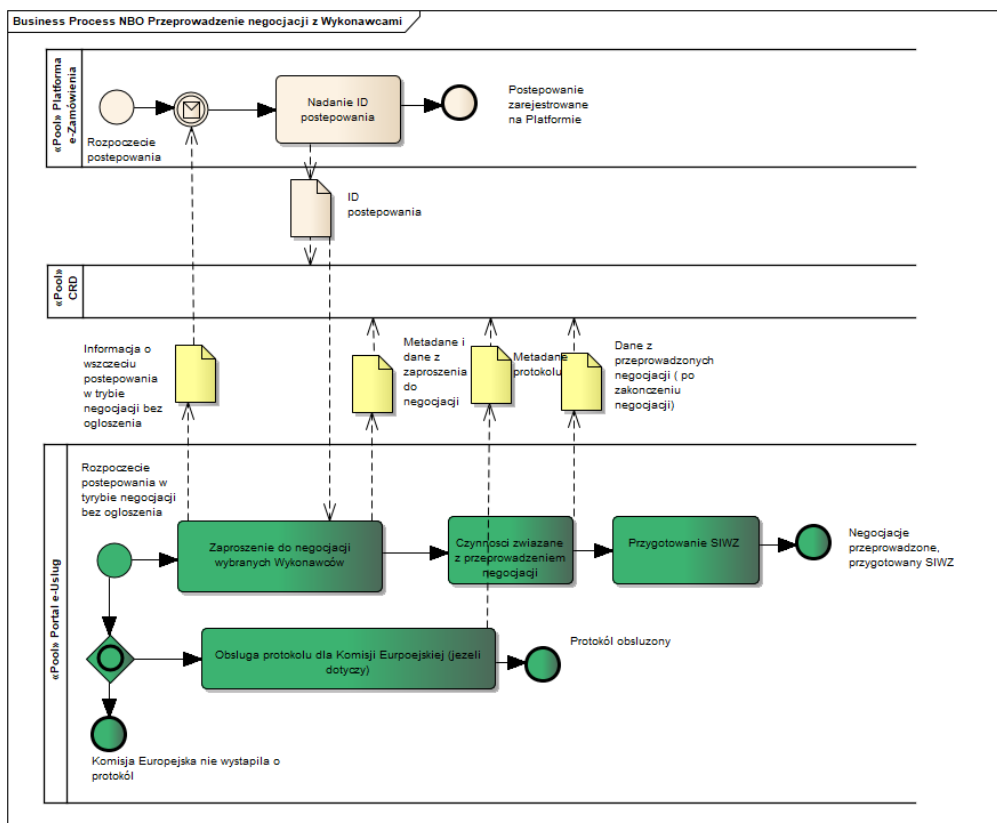 Business Process NBO Przeprowadzenie negocjacji z Wykonawcami
«Pool» Platforma
e-Zamówienia
Rozpoczecie
postepowania
Nadanie ID
postepowania
Postepowanie
zarejestrowane
na Platformie
ID
postepowania
«Pool»
CRD
Informacja o
wszczeciu
postepowania
w trybie
negocjacji bez
ogloszenia
Metadane i
dane z
zaproszenia
do
negocjacji
Metadane
protokolu
Dane z
przeprowadzonych
negocjacji ( po
zakonczeniu
negocjacji)
«Pool» Portal e-Uslug
Rozpoczecie
postepowania w
tyrybie negocjacji
bez ogloszenia
Zaproszenie do negocjacji
wybranych Wykonawców
Czynnosci zwiazane
z przeprowadzeniem
negocjacji
Przygotowanie SIWZ
Negocjacje
przeprowadzone,
przygotowany SIWZ
Obsluga protokolu dla Komisji Eurpoejskiej (jezeli
dotyczy)
Protokól obsluzony
Komisja Europejska nie wystapila o
protokól